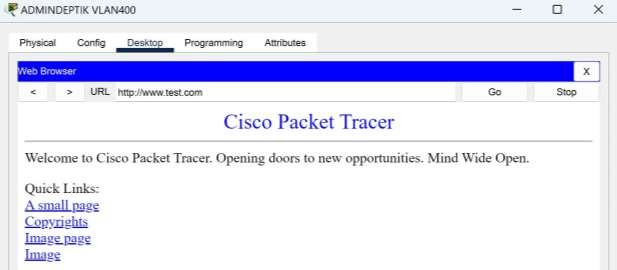 ADMINDEPTIK VLAN400
Physical Config Desktop Programming Attributes
Web Browser X
< > URL http://www.test.com Go Stop
Cisco Packet Tracer
Welcome to Cisco Packet Tracer. Opening doors to new opportunities. Mind Wide Open.
Quick Links:
A small page
Copyrights
Image page
Image